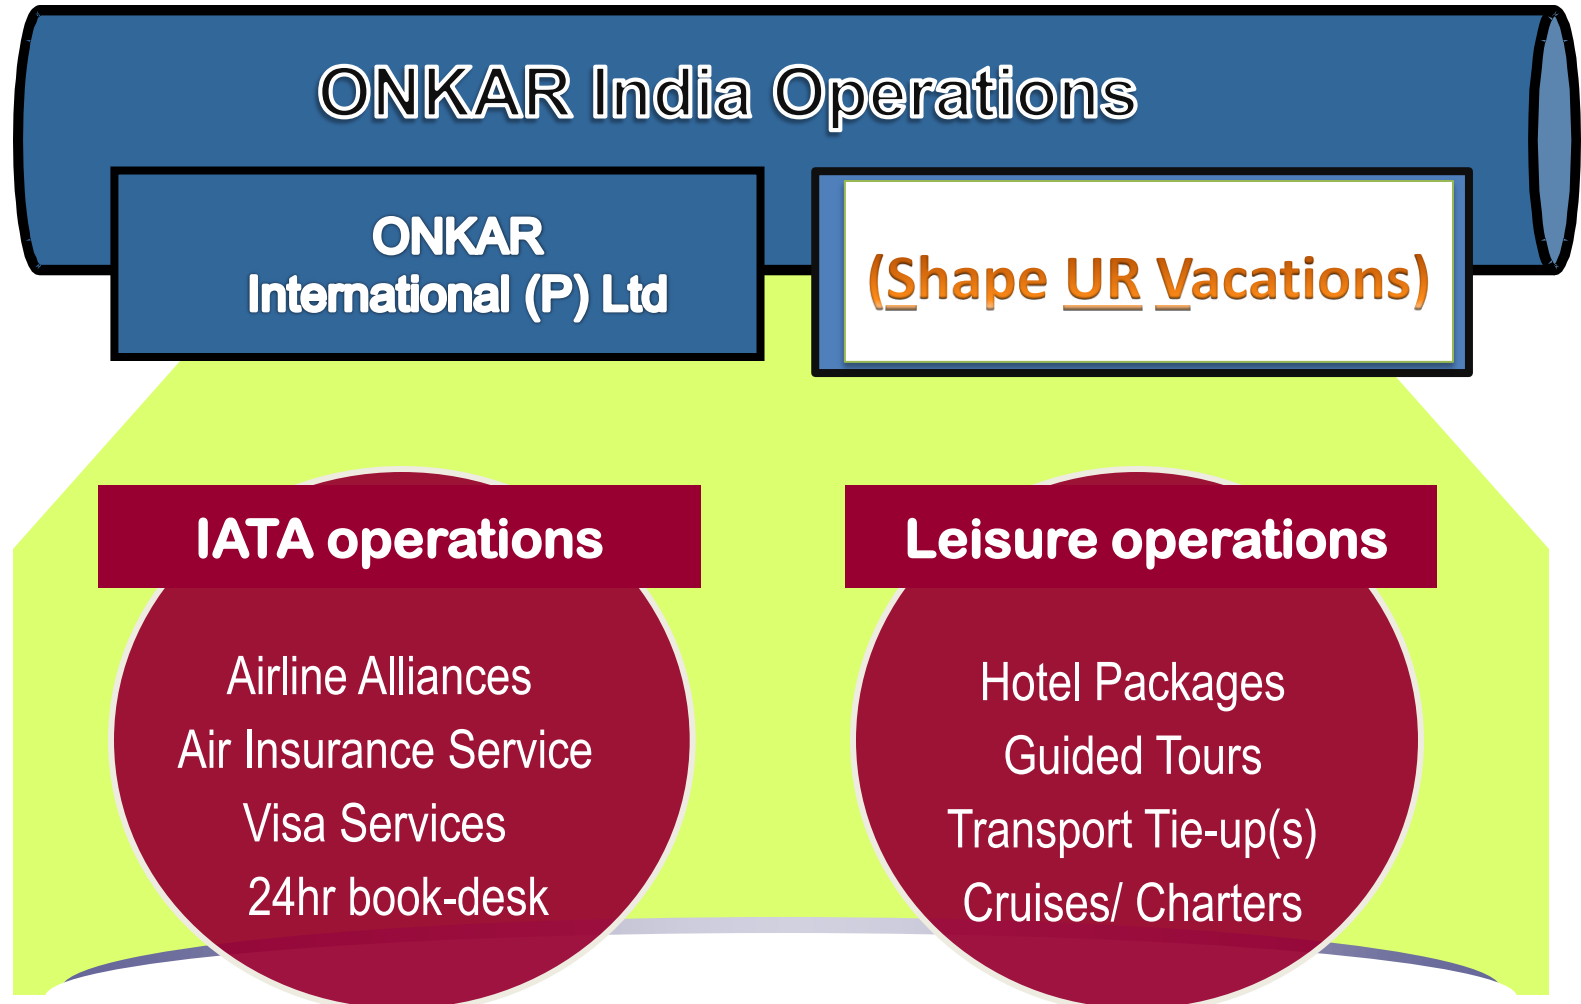 ONKAR India Operations
ONKAR
International (P) Ltd
(Shape UR Vacations)
IATA operations
Airline Alliances
Air Insurance Service
Visa Services
24hr book-desk
Leisure operations
Hotel Packages
Guided Tours
Transport Tie-up(s)
Cruises/ Charters